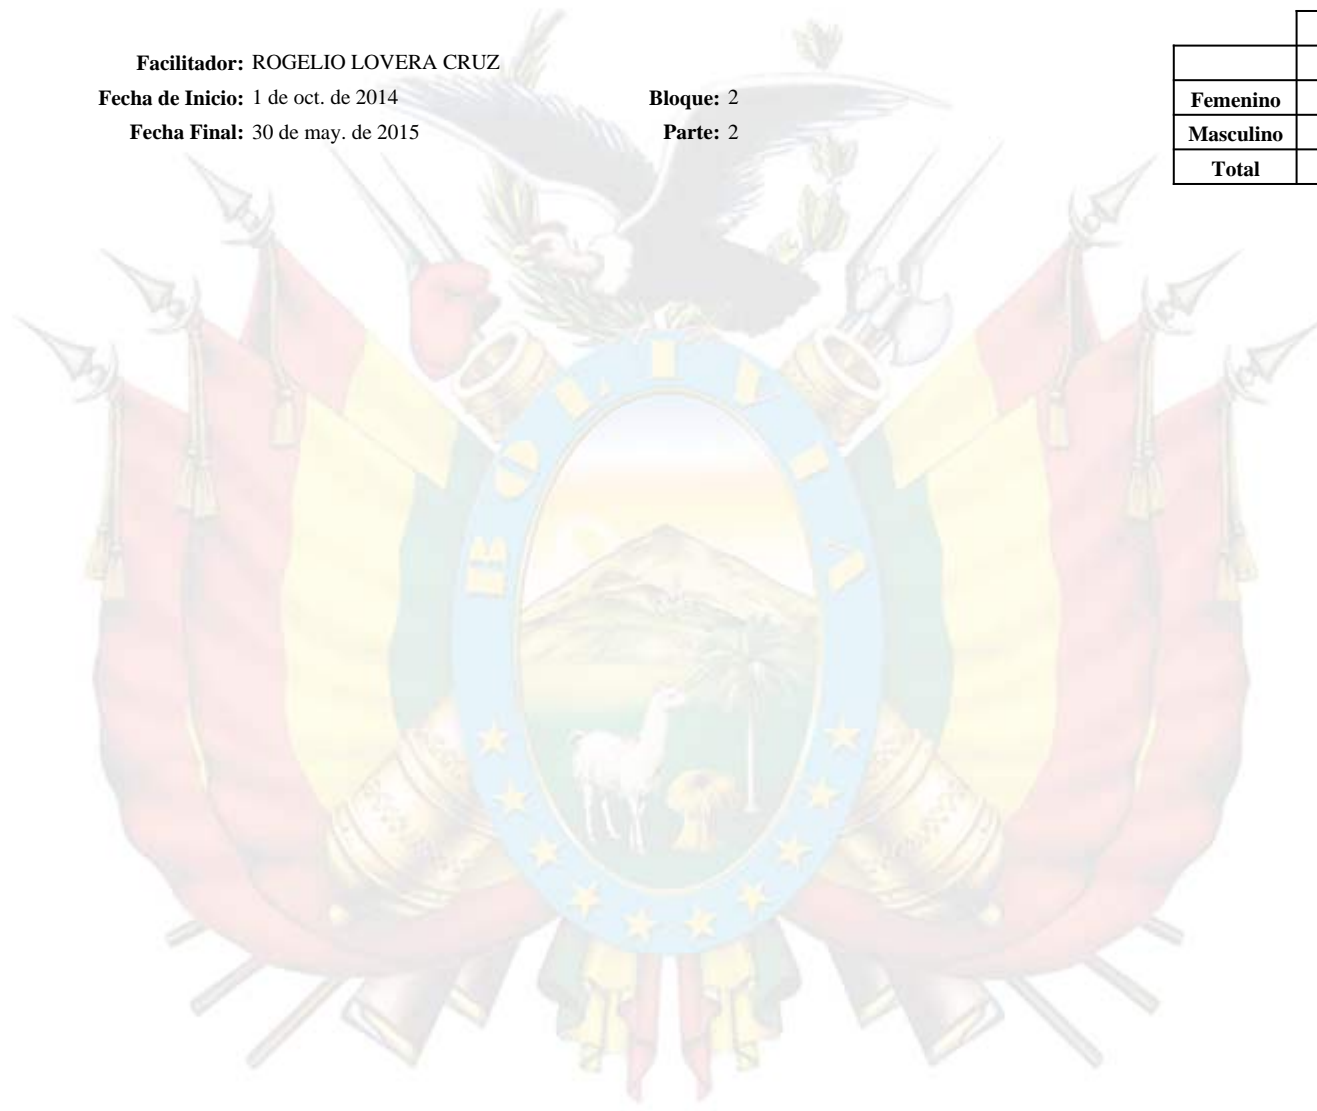 Facilitador: ROGELIO LOVERA CRUZ
Fecha de Inicio: 1 de oct. de 2014 Bloque: 2
Fecha Final: 30 de may. de 2015 Parte: 2
Femenino
Masculino
Total
BOLIVIA